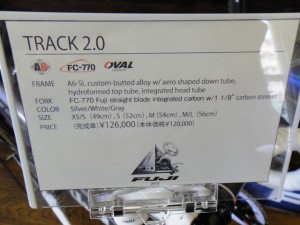 TRACK 2.0
A6 FC-770 OVAL
FRAME A6-SL custom-butted alloy w/ aero shaped down tube,
hydroformed top tube, integrated head tube
FORK FC-770 Fuji straight blade integrated carbon w/1 1/8" carbon steerer
COLOR Silver/White/Gray
SIZE XS/S (49cm) , S (52cm) , M (54cm) , M/L (56cm)
PRICE (完成車) ¥126,000 (本体価格¥120,000)
FUJI